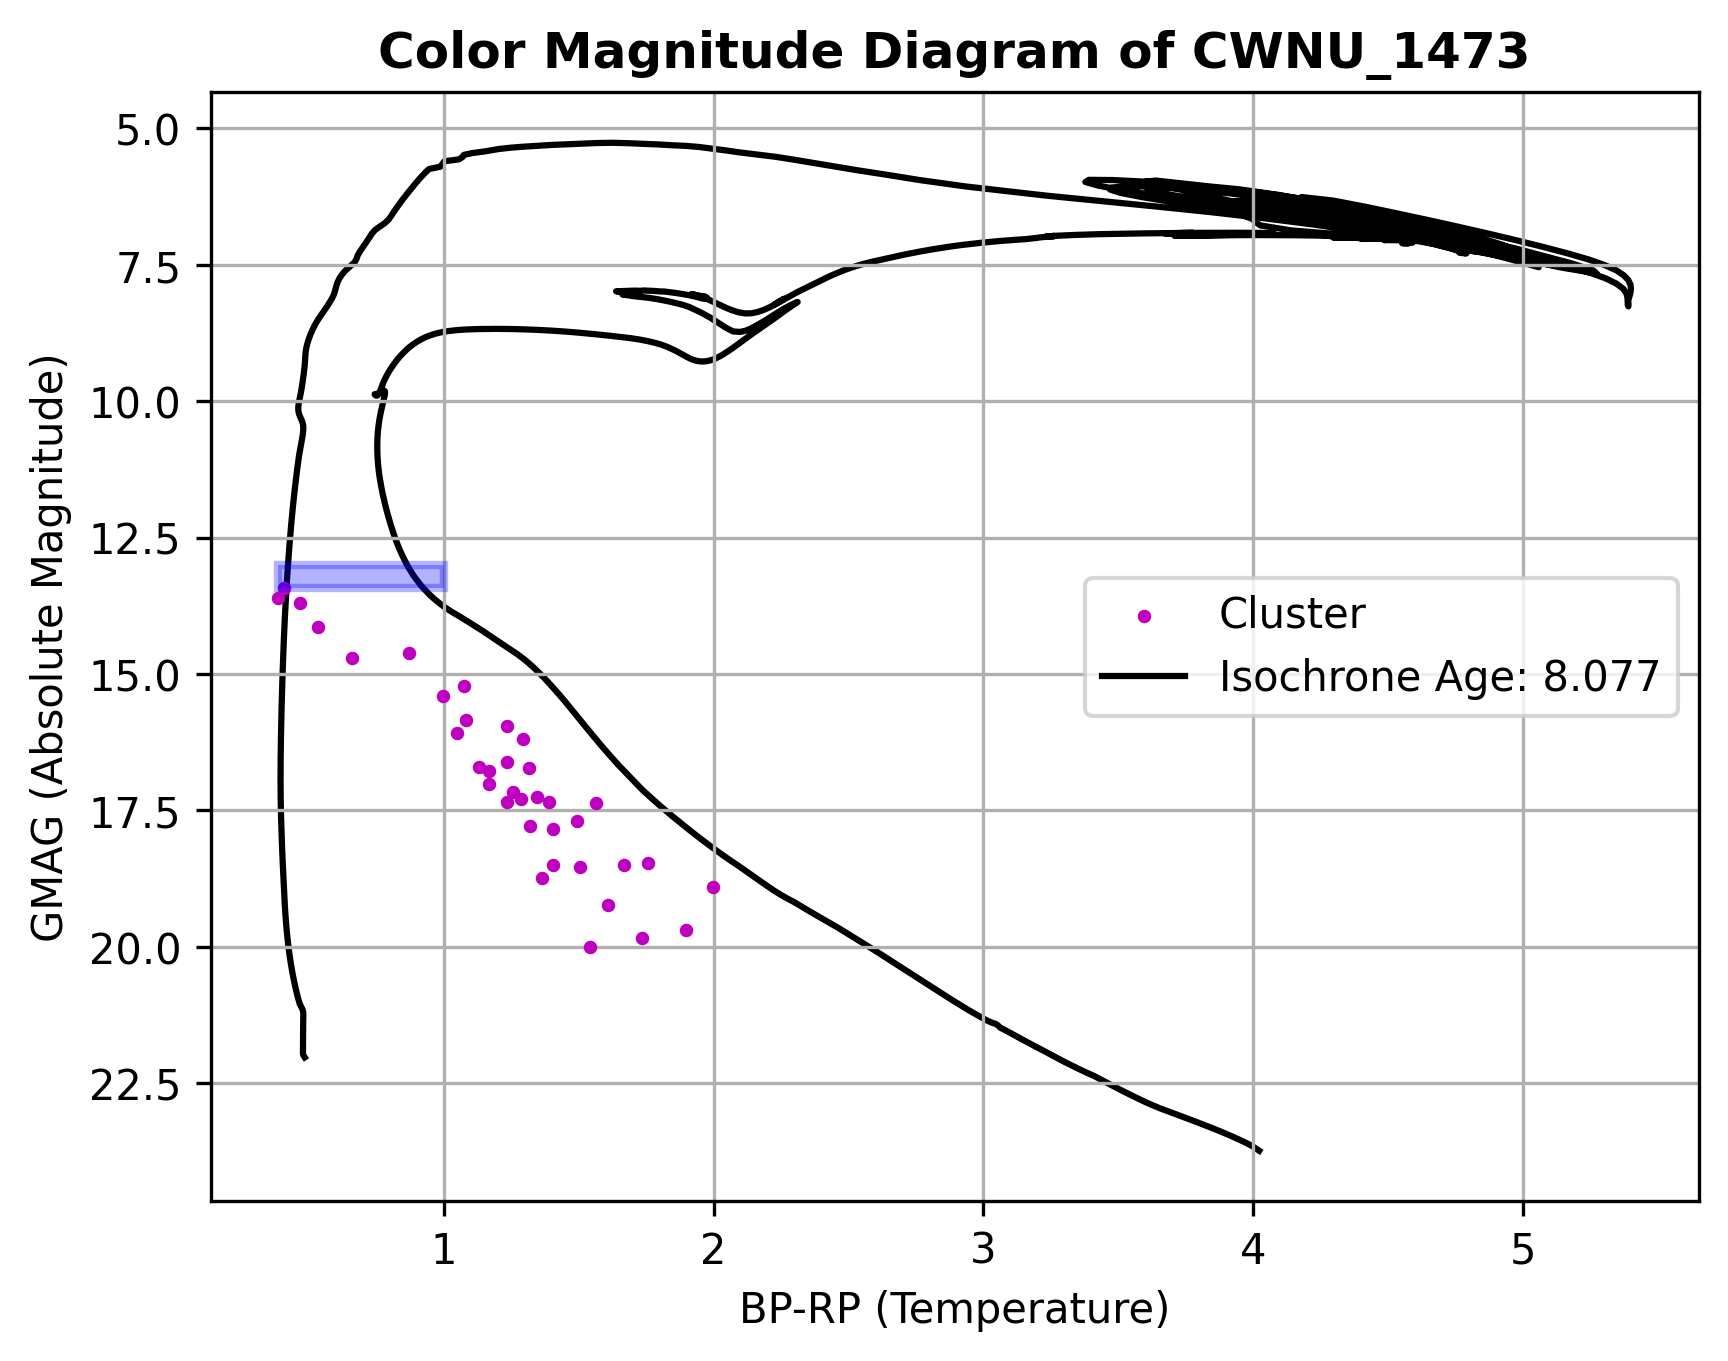 Color Magnitude Diagram of CWNU_1473
GMAG (Absolute Magnitude)
5.0
7.5
10.0
12.5
15.0
17.5
20.0
22.5
Cluster
Isochrone Age: 8.077
1 2 3 4 5
BP-RP (Temperature)